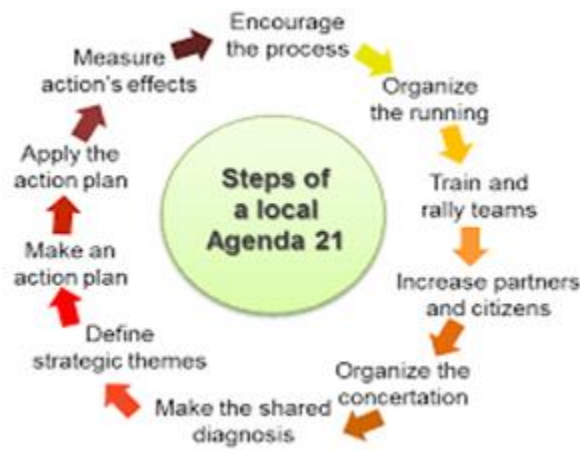 Encourage
the process
Organize
the running
Train and
rally teams
Increase partners
and citizens
Organize the
concertation
Make the shared
diagnosis
Define
strategic themes
Make an
action plan
Apply the
action plan
Measure
action's effects
Steps of
a local
Agenda 21